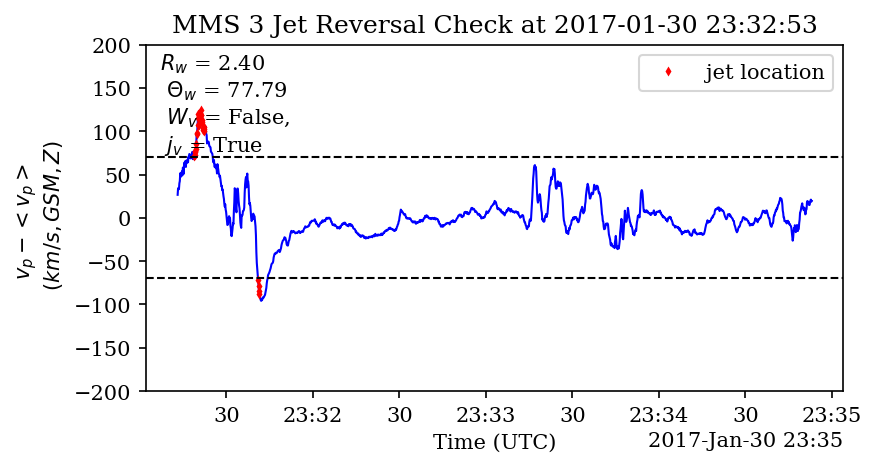 MMS 3 Jet Reversal Check at 2017-01-30 23:32:53
200
150
100
50
0
−50
−100
−150
−200
v_p − < v_p >
(km/s, GSM, Z)
R_w = 2.40
Θ_w = 77.79
W_v = False,
j_v = True
jet location
30 23:32 30 23:33 30 23:34 30 23:35
Time (UTC)
2017-Jan-30 23:35